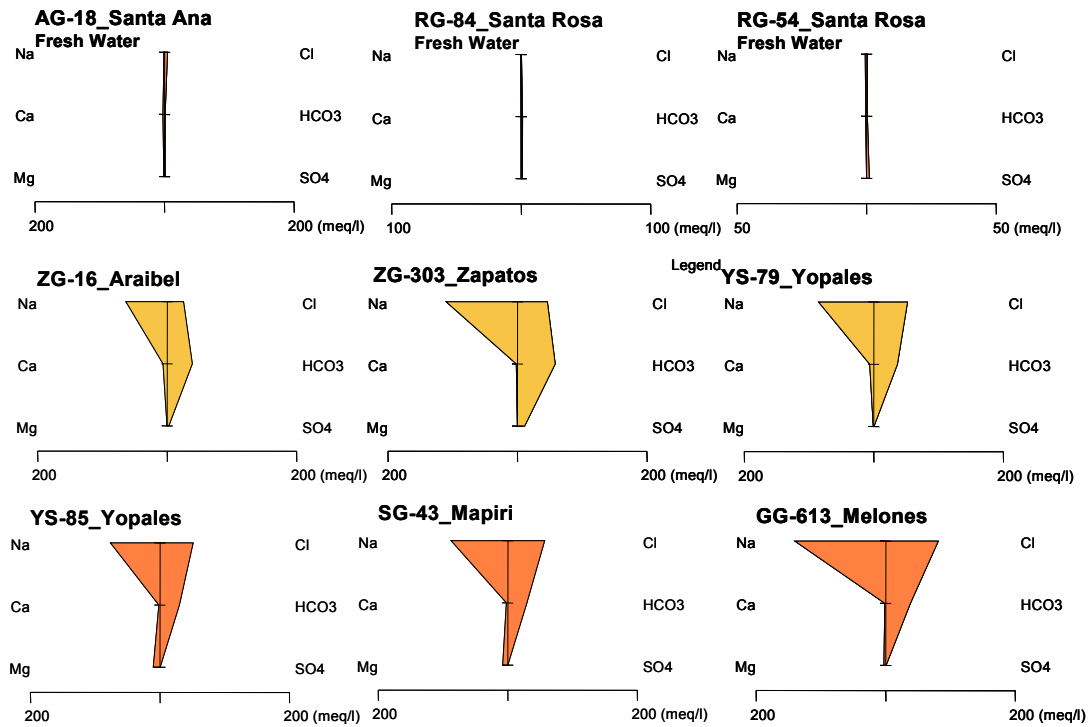 AG-18_Santa Ana
Fresh Water
Na Cl
Ca HCO3
Mg SO4
200 200 (meq/l)
RG-84_Santa Rosa
Fresh Water
Na Cl
Ca HCO3
Mg SO4
100 100 (meq/l)
RG-54_Santa Rosa
Fresh Water
Na Cl
Ca HCO3
Mg SO4
50 50 (meq/l)
Legend
ZG-16_Araibel
Na Cl
Ca HCO3
Mg SO4
200 200 (meq/l)
ZG-303_Zapatos
Na Cl
Ca HCO3
Mg SO4
200 200 (meq/l)
YS-79_Yopales
Na Cl
Ca HCO3
Mg SO4
200 200 (meq/l)
YS-85_Yopales
Na Cl
Ca HCO3
Mg SO4
200 200 (meq/l)
SG-43_Mapiri
Na Cl
Ca HCO3
Mg SO4
200 200 (meq/l)
GG-613_Melones
Na Cl
Ca HCO3
Mg SO4
200 200 (meq/l)